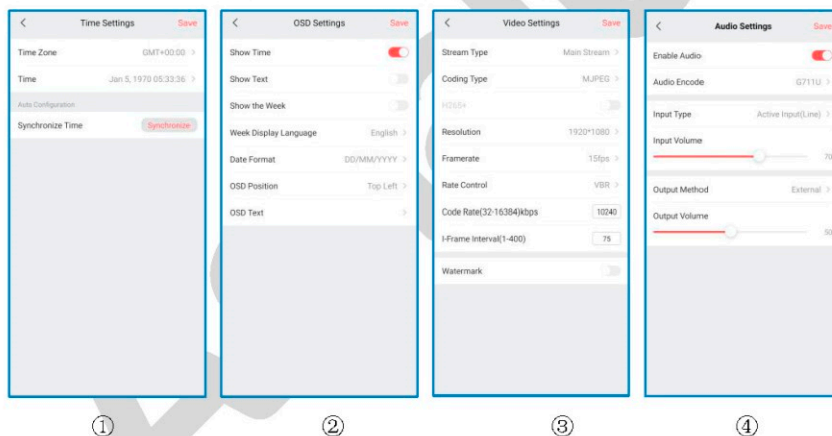 Time Settings Save
Time Zone GMT+00:00
Time Jan 5, 1970 05:33:36
Auto Configuration
Synchronize Time Synchronize
①
OSD Settings Save
Show Time
Show Text
Show the Week
Week Display Language English
Date Format DD/MM/YYYY
OSD Position Top Left
OSD Text
②
Video Settings Save
Stream Type Main Stream
Coding Type MJPEG
H265+
Resolution 1920*1080
Framerate 15fps
Rate Control VBR
Code Rate(32-16384)kbps 10240
I-Frame Interval(1-400) 75
Watermark
③
Audio Settings Save
Enable Audio
Audio Encode G711U
Input Type Active Input(Line)
Input Volume
70
Output Method External
Output Volume
50
④